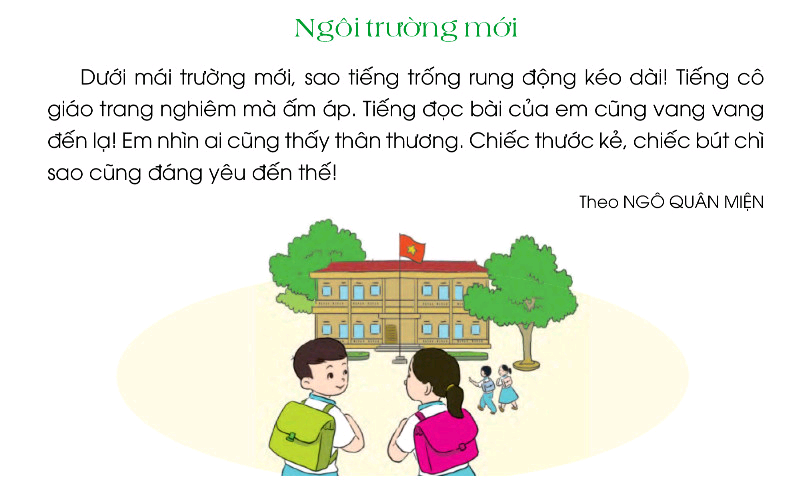 Ngôi trường mới
Dưới mái trường mới, sao tiếng trống rung động kéo dài! Tiếng cô
giáo trang nghiêm mà ấm áp. Tiếng đọc bài của em cũng vang vang
đến lạ! Em nhìn ai cũng thấy thân thương. Chiếc thước kẻ, chiếc bút chì
sao cũng đáng yêu đến thế!
Theo NGÔ QUÂN MIỆN